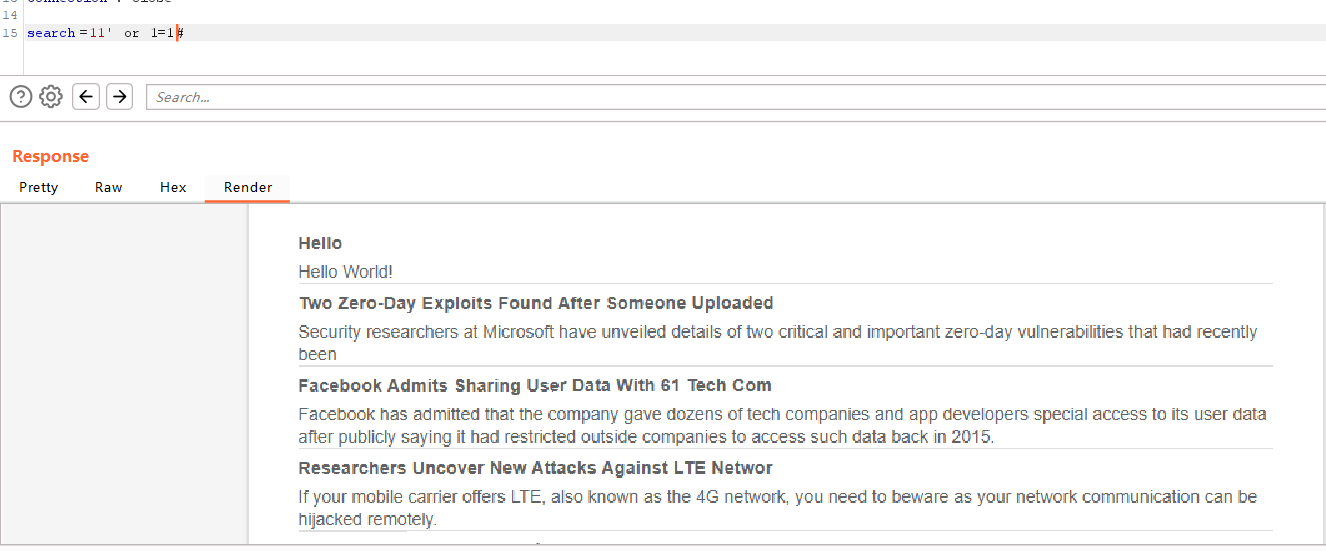 14
15 search=11' or 1=1#
Search...
Response
Pretty Raw Hex Render
Hello
Hello World!
Two Zero-Day Exploits Found After Someone Uploaded
Security researchers at Microsoft have unveiled details of two critical and important zero-day vulnerabilities that had recently
been
Facebook Admits Sharing User Data With 61 Tech Com
Facebook has admitted that the company gave dozens of tech companies and app developers special access to its user data
after publicly saying it had restricted outside companies to access such data back in 2015.
Researchers Uncover New Attacks Against LTE Networ
If your mobile carrier offers LTE, also known as the 4G network, you need to beware as your network communication can be
hijacked remotely.